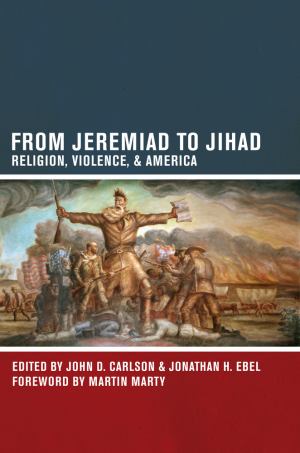 FROM JEREMIAD TO JIHAD
RELIGION, VIOLENCE, & AMERICA
EDITED BY JOHN D. CARLSON & JONATHAN H. EBEL
FOREWORD BY MARTIN MARTY